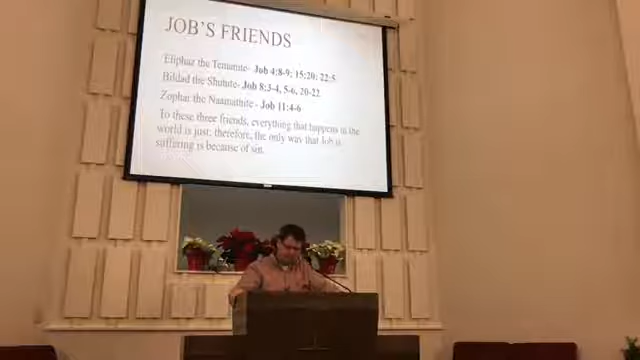 JOB'S FRIENDS
Eliphaz the Temanite- Job 4:8-9; 15:20; 22:5
Bildad the Shuhite- Job 8:3-4, 5-6, 20-22
Zophar the Naamathite - Job 11:4-6
To these three friends, everything that happens in the
world is just; therefore, the only way that Job is
suffering is because of sin.